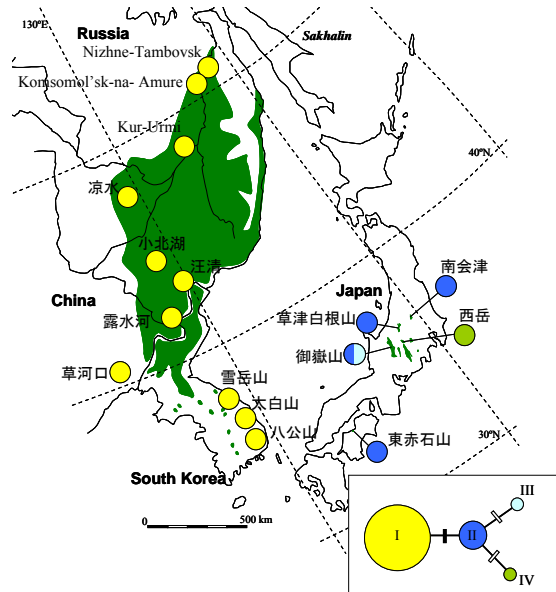 130ºE
Russia
Sakhalin
Nizhne-Tambovsk
Komsomol'sk-na- Amure
Kur-Urmi
40ºN
凉水
小北湖
汪清
南会津
China
Japan
草津白根山
西岳
露水河
御嶽山
草河口
雪岳山
太白山
八公山
東赤石山
30ºN
South Korea
0
500 km
I
II
III
IV